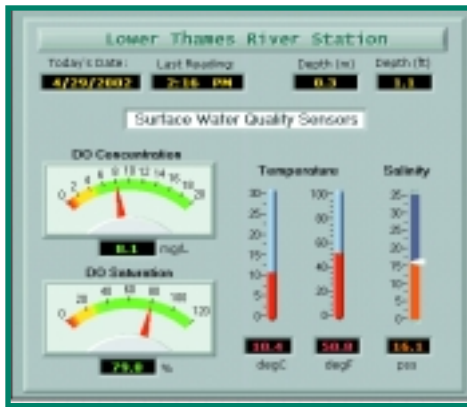 Lower Thames River Station
Today's Date: Last Reading: Depth (m) Depth (ft)
4/29/2002 2:16 PM 0.3 1.1
Surface Water Quality Sensors
DO Concentration
0 2 4 6 8 10 12 14 16 18 20
8.1 mg/L
DO Saturation
0 20 40 60 80 100 120
79.0 %
Temperature Salinity
30 100 35
25 80 30
20 60 25
15 40 20
10 20 15
5 0 10
0 5
0
10.4 50.8 16.1
degC degF pss